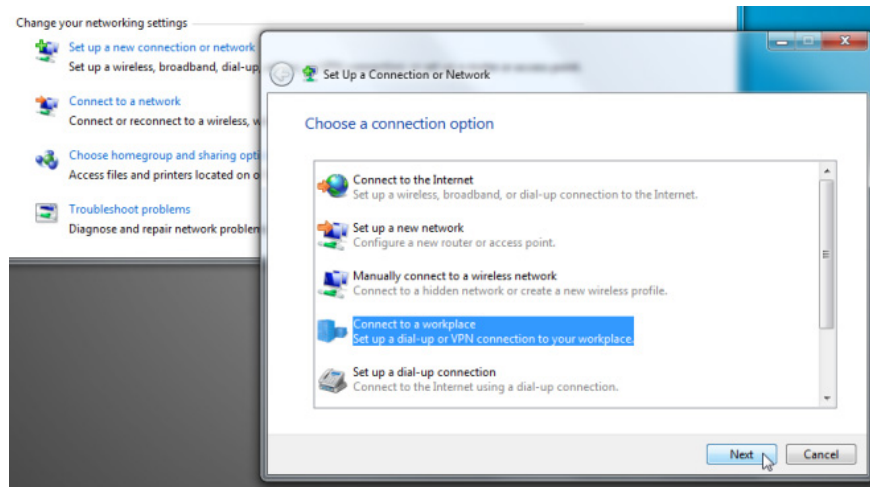 Change your networking settings
Set up a new connection or network
Set up a wireless, broadband, dial-up,
Connect to a network
Connect or reconnect to a wireless, w
Choose homegroup and sharing opti
Access files and printers located on o
Troubleshoot problems
Diagnose and repair network problem
Set Up a Connection or Network
Choose a connection option
Connect to the Internet
Set up a wireless, broadband, or dial-up connection to the Internet.
Set up a new network
Configure a new router or access point.
Manually connect to a wireless network
Connect to a hidden network or create a new wireless profile.
Connect to a workplace
Set up a dial-up or VPN connection to your workplace.
Set up a dial-up connection
Connect to the Internet using a dial-up connection.
Next
Cancel